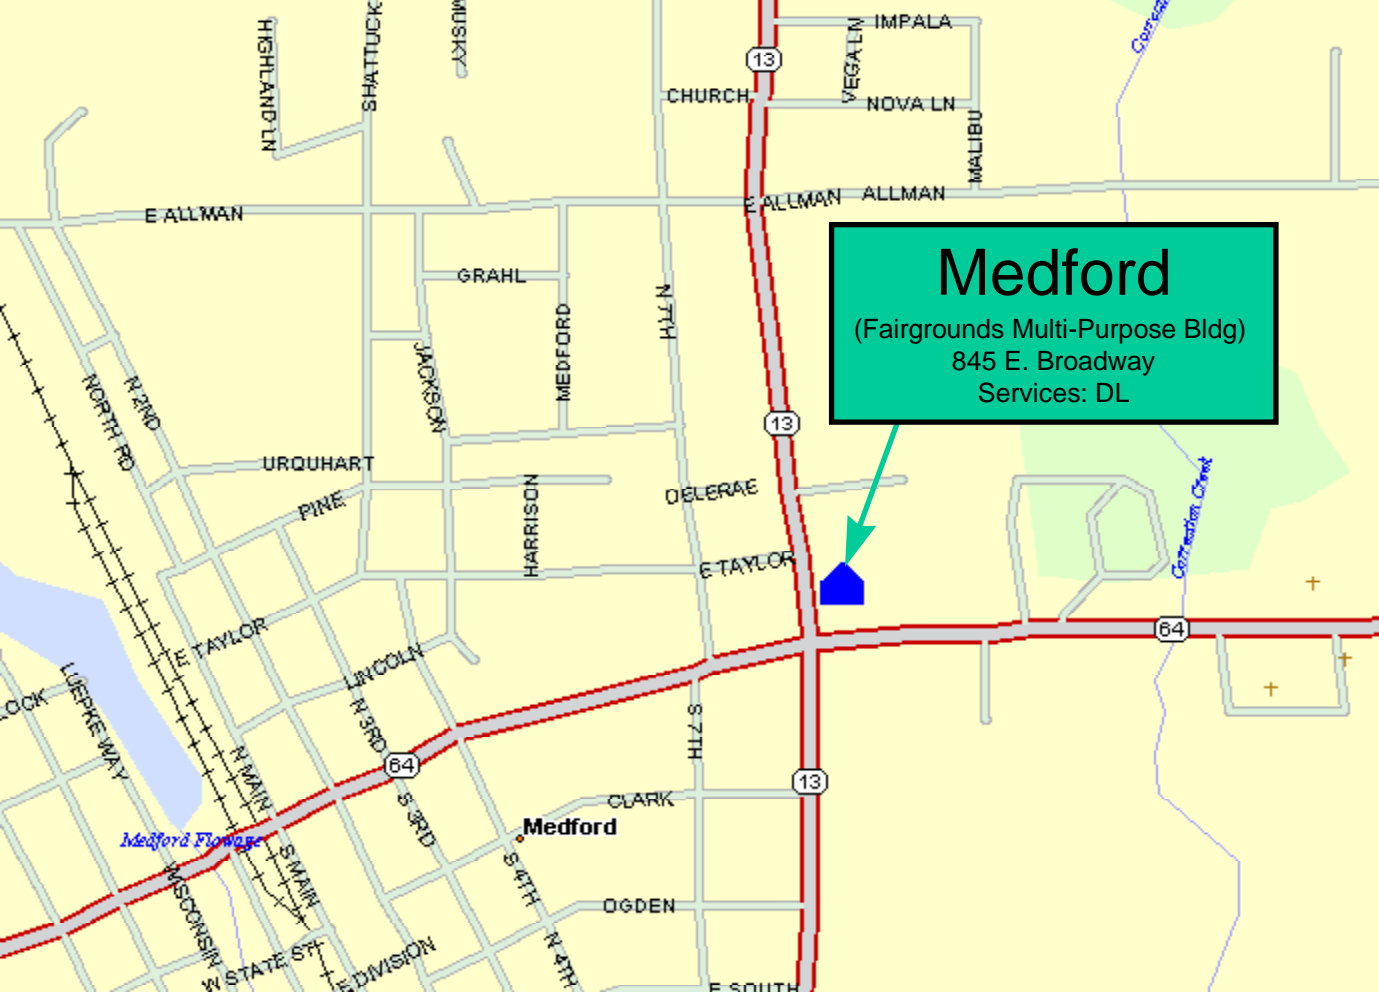 IMPALA
HIGHLAND LN
SHATTUCK
MUSKY
13
VEGA LN
CHURCH
NOVA LN
MALIBU
E ALLMAN
E ALLMAN
ALLMAN
Medford
(Fairgrounds Multi-Purpose Bldg)
845 E. Broadway
Services: DL
GRAHL
N 7TH
MEDFORD
JACKSON
NORTH RD
N 2ND
13
URQUHART
PINE
HARRISON
DELERAE
E TAYLOR
E TAYLOR
64
LINCOLN
LUEPKE WAY
OCK
N 3RD
S 7TH
N MAIN
64
13
S 3RD
CLARK
Medford
Medford Flowage
S MAIN
S 4TH
WISCONSIN
OGDEN
W STATE ST
E DIVISION
N 4TH
E SOUTH